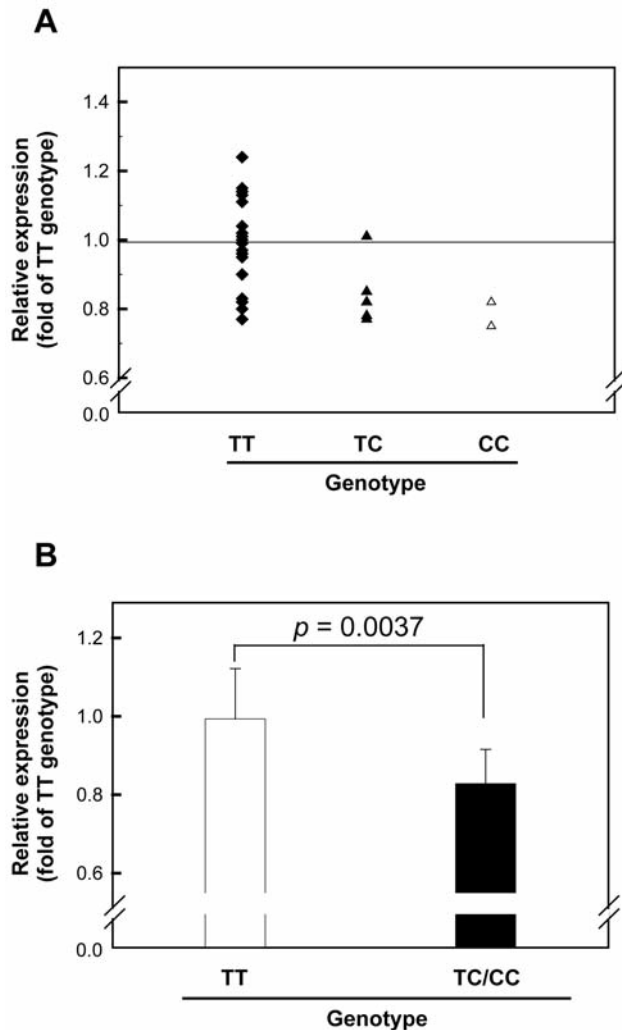 A
Relative expression
(fold of TT genotype)
1.4
1.2
1.0
0.8
0.6
0.0
TT TC CC
Genotype
B
Relative expression
(fold of TT genotype)
p = 0.0037
1.2
1.0
0.8
0.6
0.0
TT TC/CC
Genotype